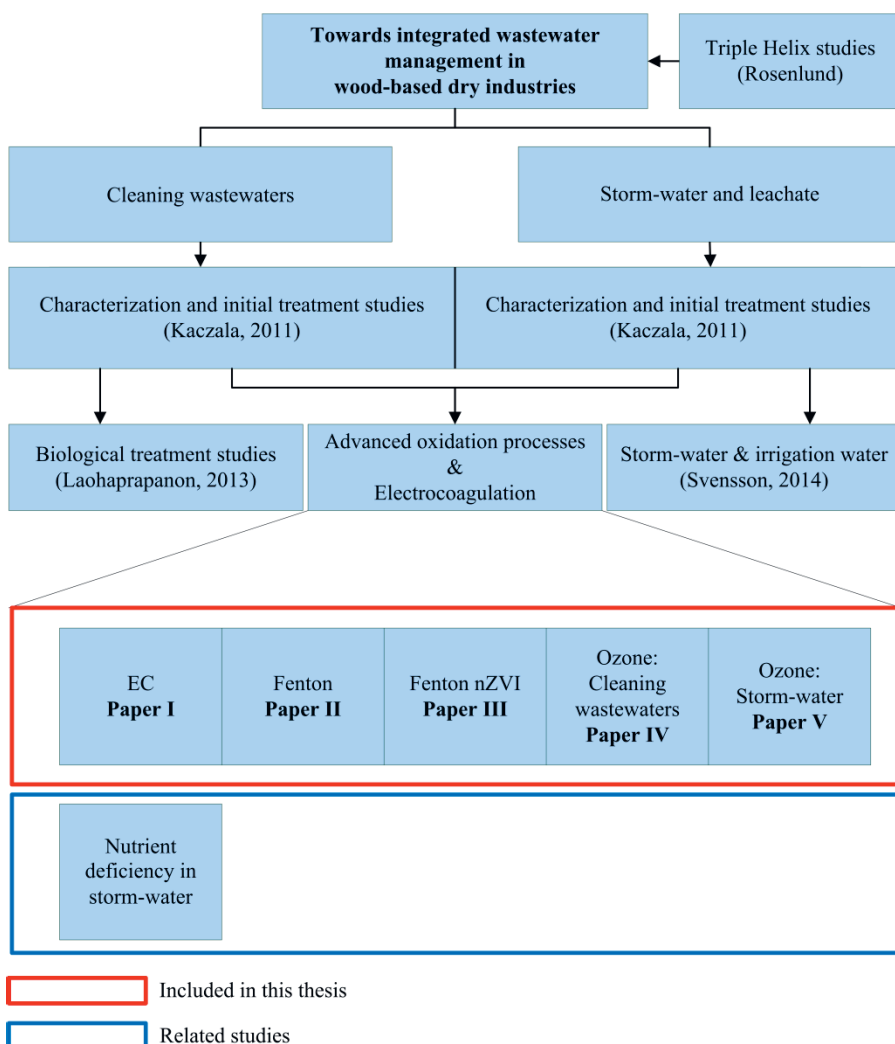 Towards integrated wastewater
management in
wood-based dry industries
Triple Helix studies
(Rosenlund)
Cleaning wastewaters
Storm-water and leachate
Characterization and initial treatment studies
(Kaczala, 2011)
Characterization and initial treatment studies
(Kaczala, 2011)
Biological treatment studies
(Laohaprapanon, 2013)
Advanced oxidation processes
&
Electrocoagulation
Storm-water & irrigation water
(Svensson, 2014)
EC
Paper I
Fenton
Paper II
Fenton nZVI
Paper III
Ozone:
Cleaning
wastewaters
Paper IV
Ozone:
Storm-water
Paper V
Nutrient
deficiency in
storm-water
Included in this thesis
Related studies